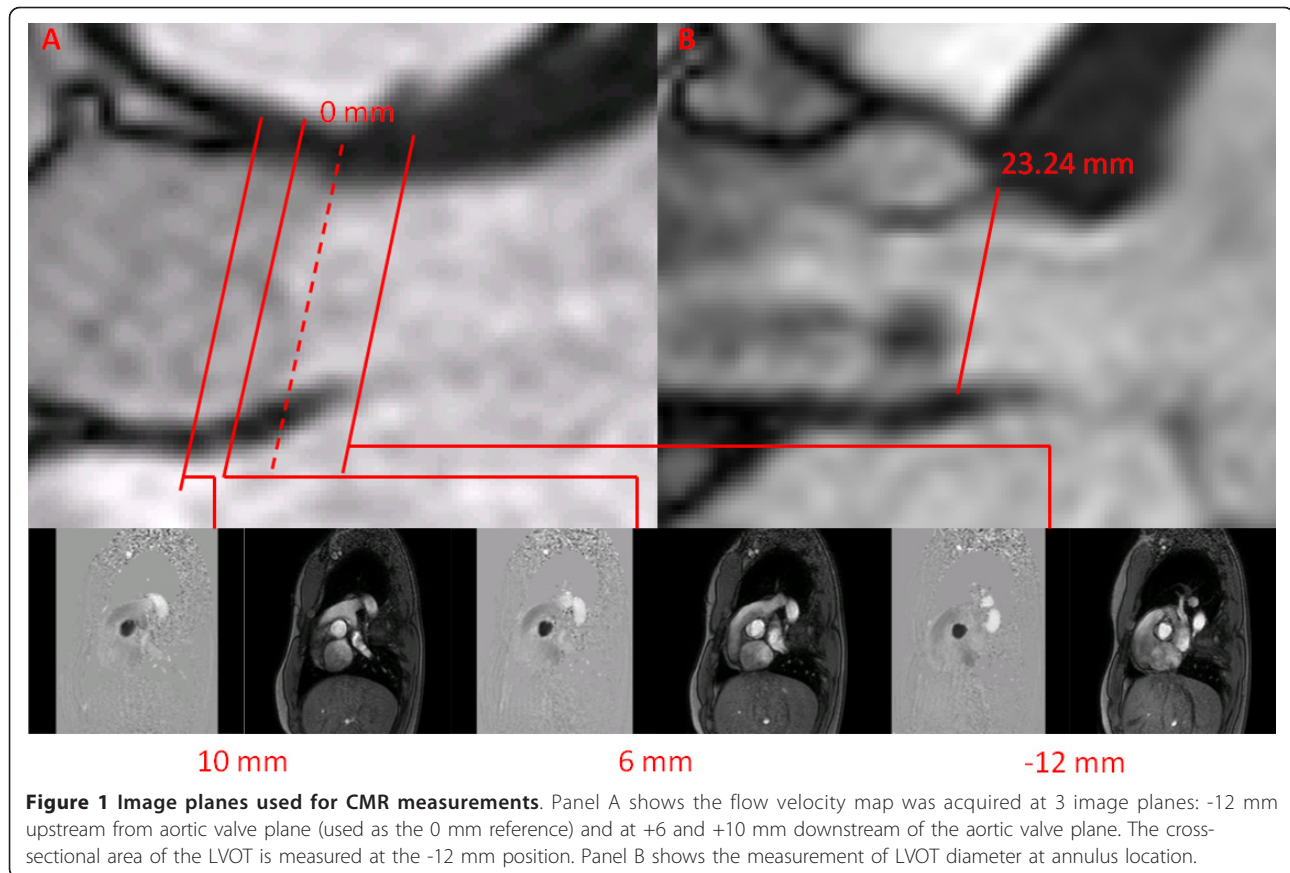 A
B
0 mm
23.24 mm
10 mm
6 mm
-12 mm
Figure 1 Image planes used for CMR measurements. Panel A shows the flow velocity map was acquired at 3 image planes: -12 mm
upstream from aortic valve plane (used as the 0 mm reference) and at +6 and +10 mm downstream of the aortic valve plane. The cross-
sectional area of the LVOT is measured at the -12 mm position. Panel B shows the measurement of LVOT diameter at annulus location.